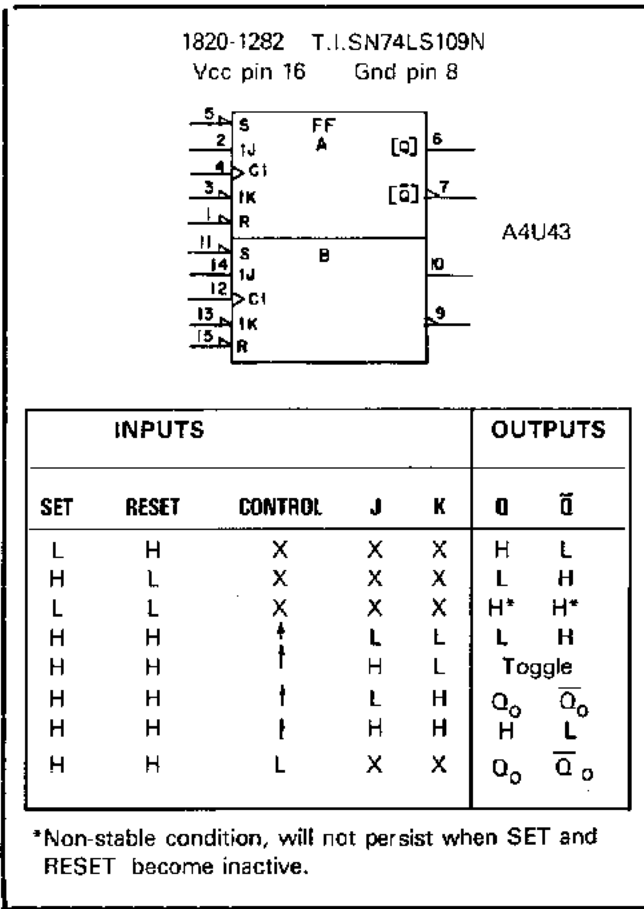 1820-1282 T.I.SN74LS109N
Vcc pin 16 Gnd pin 8
5 S FF
2 1J A [Q] 6
4 C1
3 1K [Q̄] 7
1 R
A4U43
11 S B
14 1J 10
12 C1
13 1K 9
15 R
INPUTS OUTPUTS
SET RESET CONTROL J K Q Q̄
L H X X X H L
H L X X X L H
L L X X X H* H*
H H ↑ L L L H
H H ↑ H L Toggle
H H ↑ L H Q₀ Q̄₀
H H ↑ H H H L
H H L X X Q₀ Q̄₀
*Non-stable condition, will not persist when SET and
RESET become inactive.